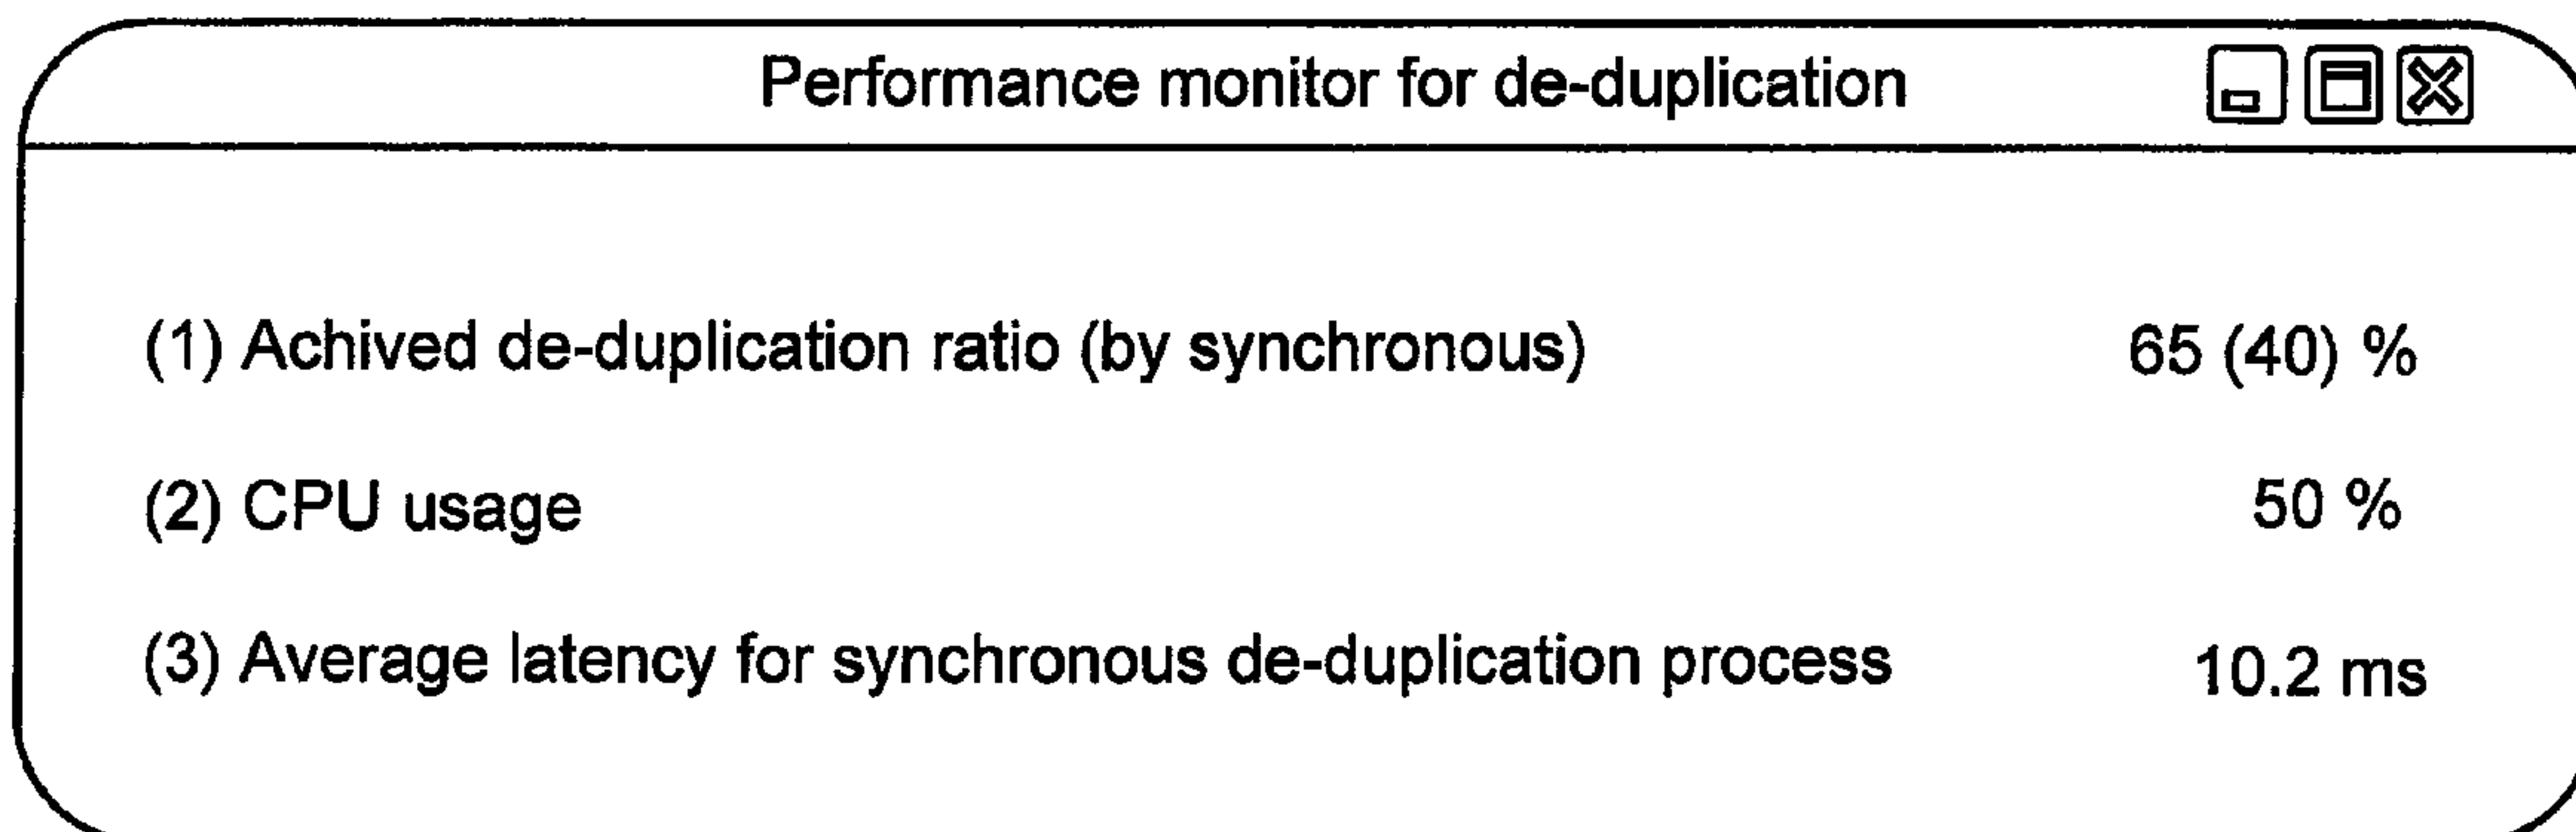 Performance monitor for de-duplication
(1) Achived de-duplication ratio (by synchronous) 65 (40) %
(2) CPU usage 50 %
(3) Average latency for synchronous de-duplication process 10.2 ms